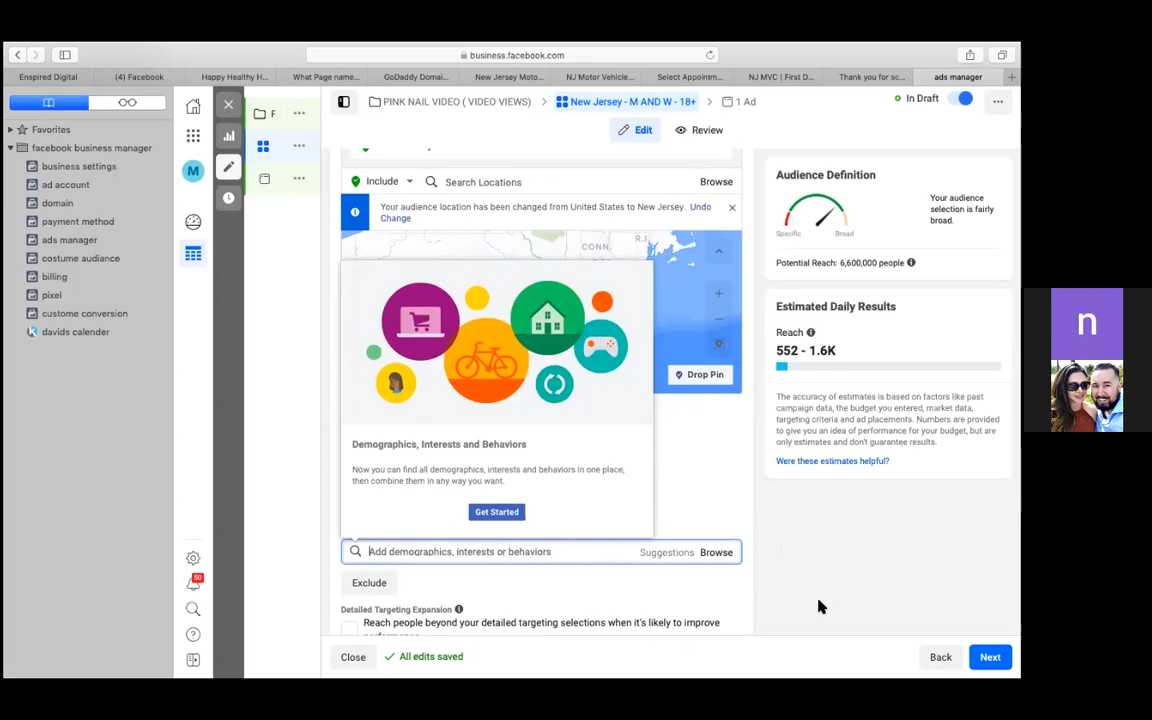 business.facebook.com
Enspired Digital
(4) Facebook
Happy Healthy H...
What Page name...
GoDaddy Domai...
New Jersey Moto...
NJ Motor Vehicle...
Select Appointm...
NJ MVC | First D...
Thank you for sc...
ads manager
Favorites
facebook business manager
business settings
ad account
domain
payment method
ads manager
costume audiance
billing
pixel
custome conversion
davids calender
M
50
F
PINK NAIL VIDEO ( VIDEO VIEWS)
New Jersey - M AND W - 18+
1 Ad
In Draft
Edit
Review
Include
Search Locations
Browse
Your audience location has been changed from United States to New Jersey. Undo
Change
CONN.
R.I.
Drop Pin
Demographics, Interests and Behaviors
Now you can find all demographics, interests and behaviors in one place,
then combine them in any way you want.
Get Started
Add demographics, interests or behaviors
Suggestions
Browse
Exclude
Detailed Targeting Expansion
Reach people beyond your detailed targeting selections when it's likely to improve
Close
All edits saved
Back
Next
Audience Definition
Specific
Broad
Your audience
selection is fairly
broad.
Potential Reach: 6,600,000 people
Estimated Daily Results
Reach
552 - 1.6K
The accuracy of estimates is based on factors like past
campaign data, the budget you entered, market data,
targeting criteria and ad placements. Numbers are provided
to give you an idea of performance for your budget, but are
only estimates and don't guarantee results.
Were these estimates helpful?
n